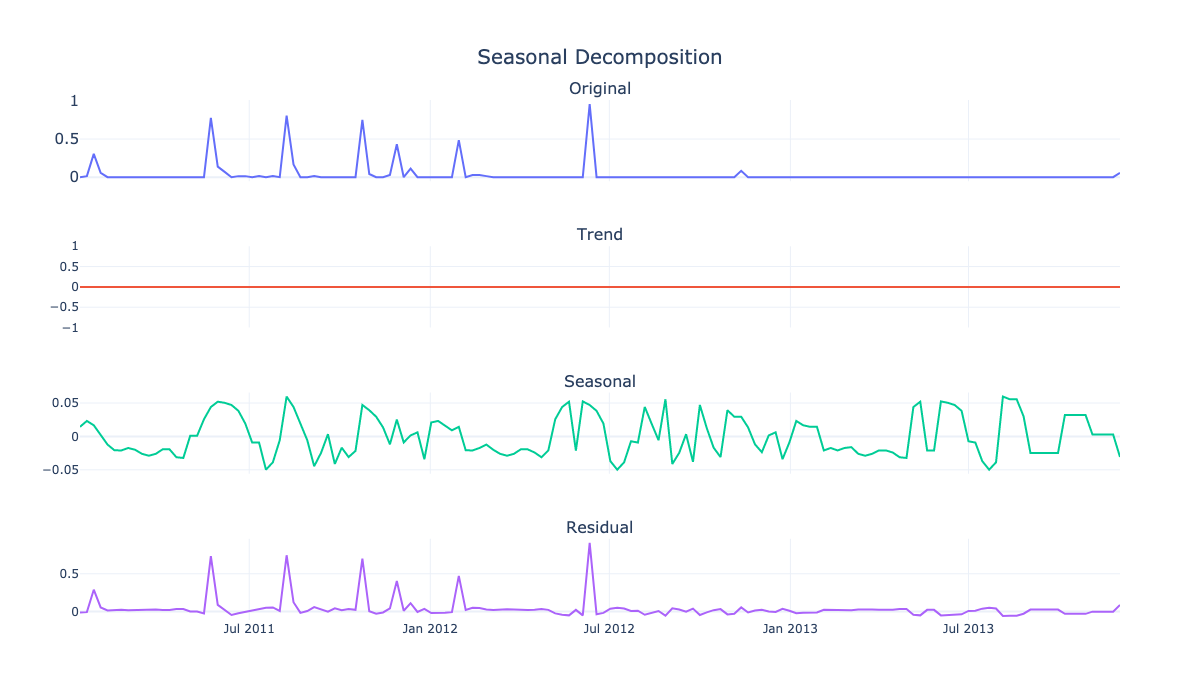 Seasonal Decomposition
Original
1
0.5
0
Trend
1
0.5
0
−0.5
−1
Seasonal
0.05
0
−0.05
Residual
0.5
0
Jul 2011 Jan 2012 Jul 2012 Jan 2013 Jul 2013